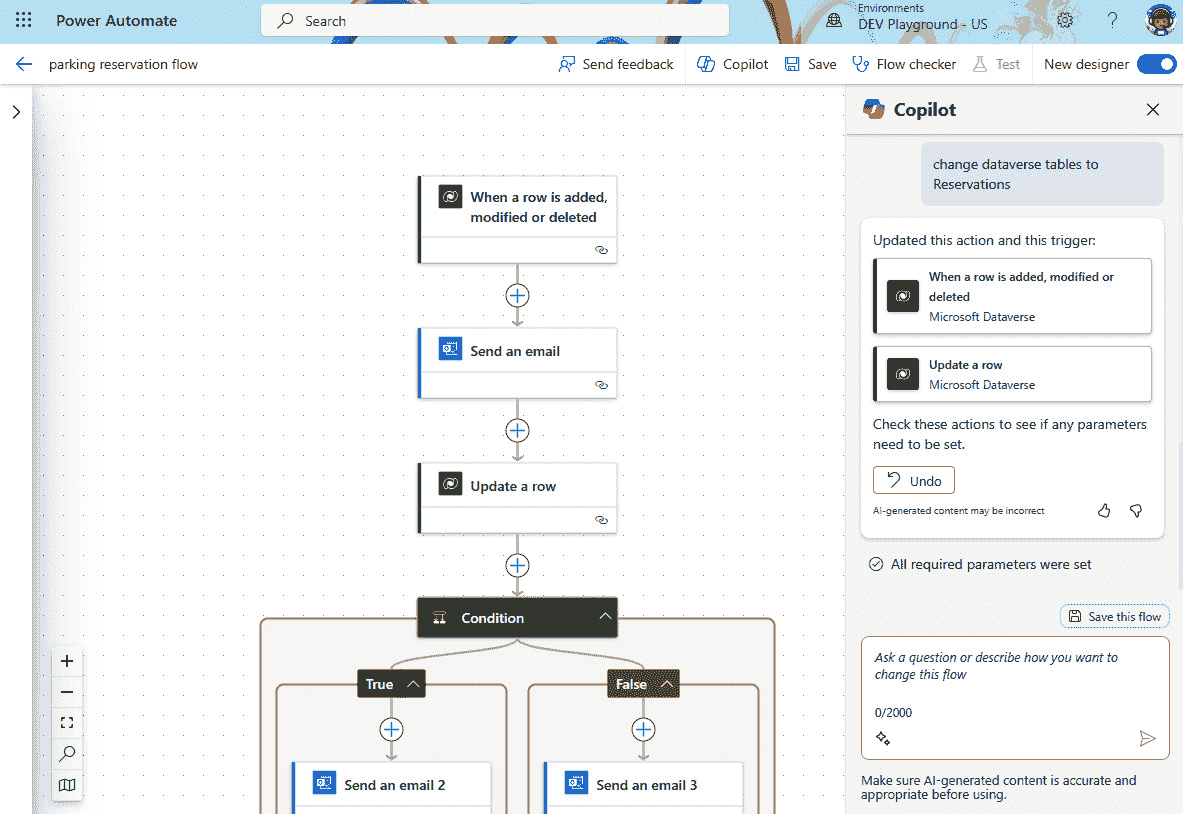 Power Automate
Search
Environments
DEV Playground - US
parking reservation flow
Send feedback
Copilot
Save
Flow checker
Test
New designer
Copilot
change dataverse tables to
Reservations
Updated this action and this trigger:
When a row is added, modified or
deleted
Microsoft Dataverse
Update a row
Microsoft Dataverse
Check these actions to see if any parameters
need to be set.
Undo
AI-generated content may be incorrect
All required parameters were set
Save this flow
Ask a question or describe how you want to
change this flow
0/2000
Make sure AI-generated content is accurate and
appropriate before using.
When a row is added,
modified or deleted
Send an email
Update a row
Condition
True
False
Send an email 2
Send an email 3